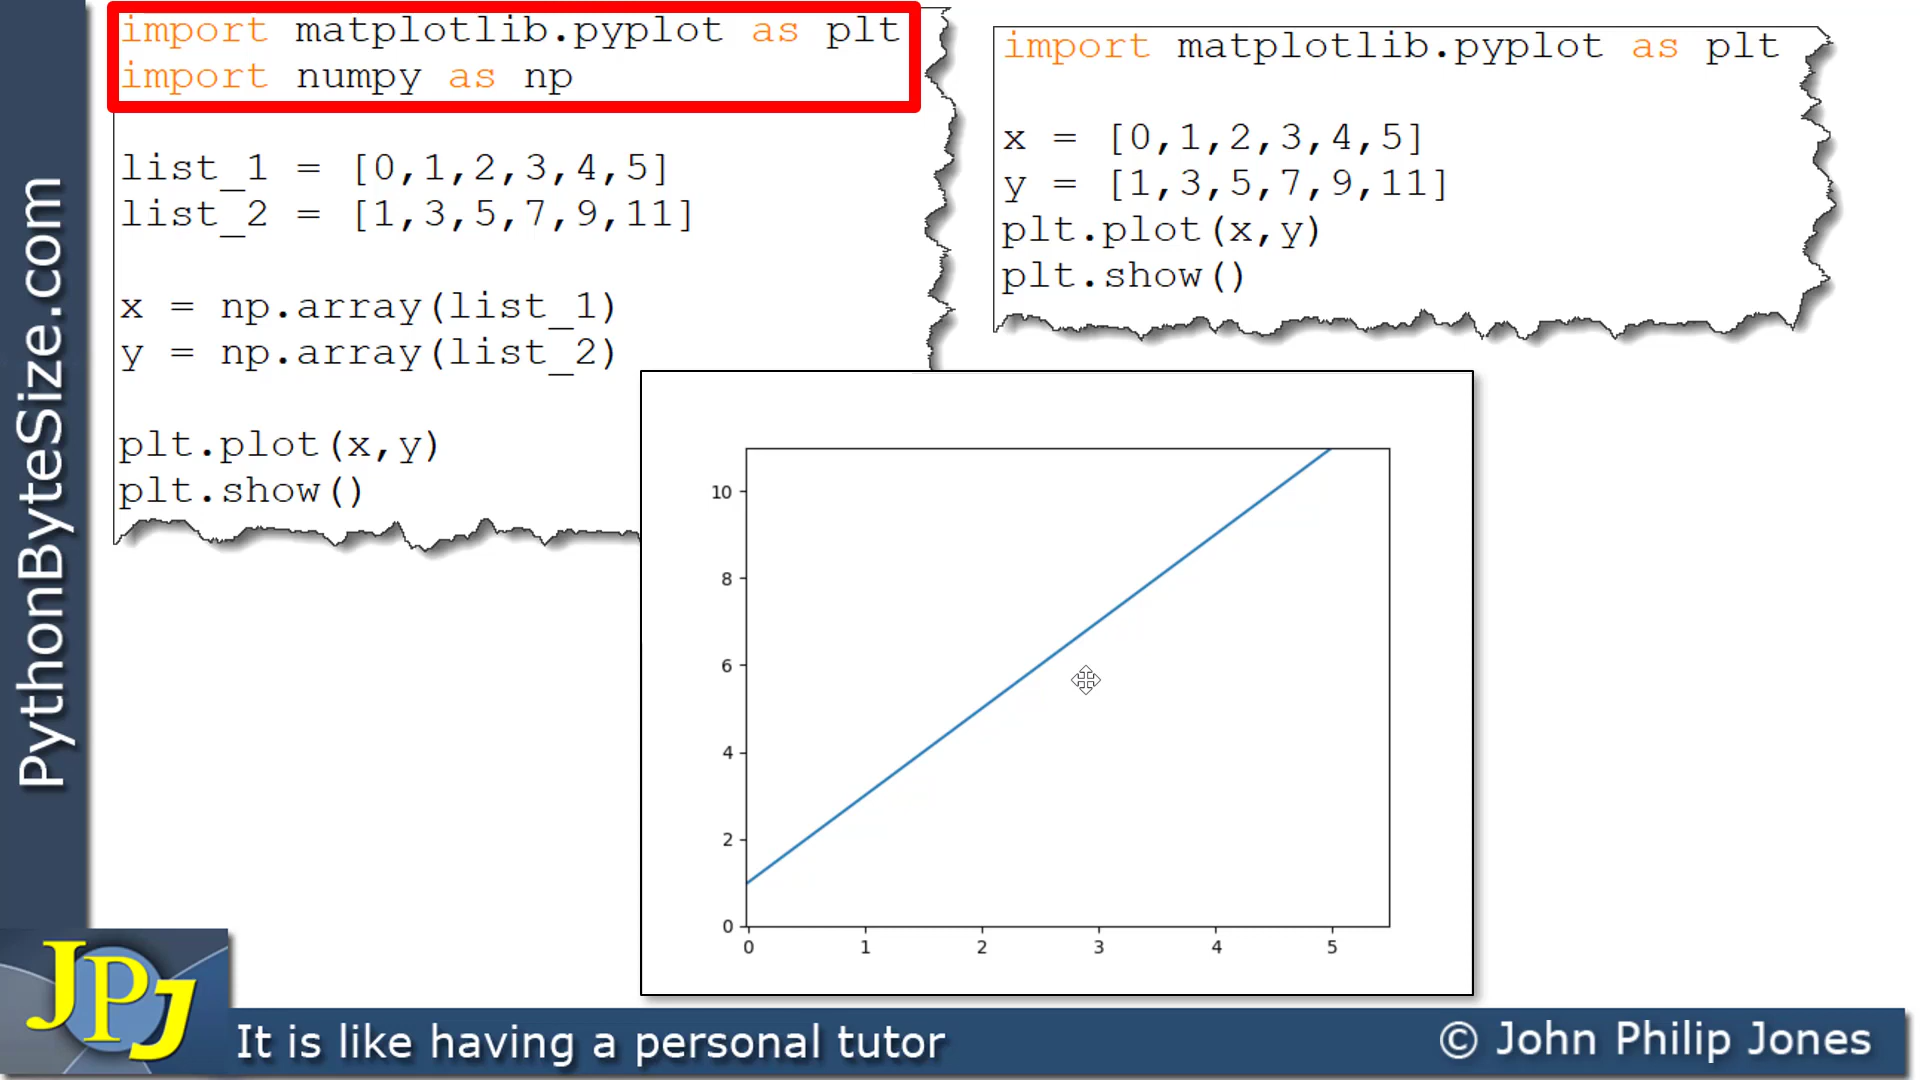 import matplotlib.pyplot as plt
import numpy as np
list_1 = [0,1,2,3,4,5]
list_2 = [1,3,5,7,9,11]
x = np.array(list_1)
y = np.array(list_2)
plt.plot(x,y)
plt.show()
import matplotlib.pyplot as plt
x = [0,1,2,3,4,5]
y = [1,3,5,7,9,11]
plt.plot(x,y)
plt.show()
10
8
6
4
2
0
0 1 2 3 4 5
PythonByteSize.com
JPJ
It is like having a personal tutor
© John Philip Jones